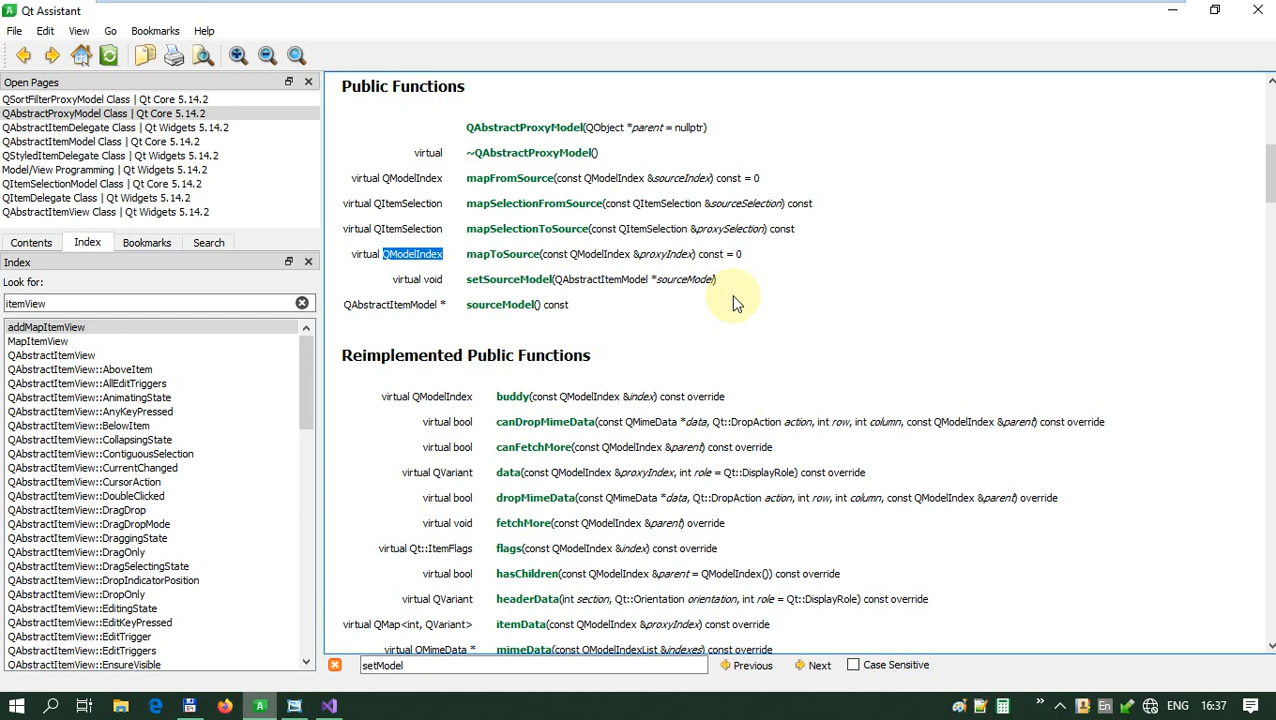 Qt Assistant
File Edit View Go Bookmarks Help
Open Pages
QSortFilterProxyModel Class | Qt Core 5.14.2
QAbstractProxyModel Class | Qt Core 5.14.2
QAbstractItemDelegate Class | Qt Widgets 5.14.2
QAbstractItemModel Class | Qt Core 5.14.2
QStyledItemDelegate Class | Qt Widgets 5.14.2
Model/View Programming | Qt Widgets 5.14.2
QItemSelectionModel Class | Qt Core 5.14.2
QItemDelegate Class | Qt Widgets 5.14.2
QAbstractItemView Class | Qt Widgets 5.14.2
Contents Index Bookmarks Search
Index
Look for:
itemView
addMapItemView
MapItemView
QAbstractItemView
QAbstractItemView::AboveItem
QAbstractItemView::AllEditTriggers
QAbstractItemView::AnimatingState
QAbstractItemView::AnyKeyPressed
QAbstractItemView::BelowItem
QAbstractItemView::CollapsingState
QAbstractItemView::ContiguousSelection
QAbstractItemView::CurrentChanged
QAbstractItemView::CursorAction
QAbstractItemView::DoubleClicked
QAbstractItemView::DragDrop
QAbstractItemView::DragDropMode
QAbstractItemView::DraggingState
QAbstractItemView::DragOnly
QAbstractItemView::DragSelectingState
QAbstractItemView::DropIndicatorPosition
QAbstractItemView::DropOnly
QAbstractItemView::EditingState
QAbstractItemView::EditKeyPressed
QAbstractItemView::EditTrigger
QAbstractItemView::EditTriggers
QAbstractItemView::EnsureVisible
Public Functions
QAbstractProxyModel(QObject *parent = nullptr)
virtual ~QAbstractProxyModel()
virtual QModelIndex mapFromSource(const QModelIndex &sourceIndex) const = 0
virtual QItemSelection mapSelectionFromSource(const QItemSelection &sourceSelection) const
virtual QItemSelection mapSelectionToSource(const QItemSelection &proxySelection) const
virtual QModelIndex mapToSource(const QModelIndex &proxyIndex) const = 0
virtual void setSourceModel(QAbstractItemModel *sourceModel)
QAbstractItemModel * sourceModel() const
Reimplemented Public Functions
virtual QModelIndex buddy(const QModelIndex &index) const override
virtual bool canDropMimeData(const QMimeData *data, Qt::DropAction action, int row, int column, const QModelIndex &parent) const override
virtual bool canFetchMore(const QModelIndex &parent) const override
virtual QVariant data(const QModelIndex &proxyIndex, int role = Qt::DisplayRole) const override
virtual bool dropMimeData(const QMimeData *data, Qt::DropAction action, int row, int column, const QModelIndex &parent) override
virtual void fetchMore(const QModelIndex &parent) override
virtual Qt::ItemFlags flags(const QModelIndex &index) const override
virtual bool hasChildren(const QModelIndex &parent = QModelIndex()) const override
virtual QVariant headerData(int section, Qt::Orientation orientation, int role = Qt::DisplayRole) const override
virtual QMap<int, QVariant> itemData(const QModelIndex &proxyIndex) const override
virtual QMimeData * mimeData(const QModelIndexList &indexes) const override
setModel Previous Next Case Sensitive
En ENG 16:37